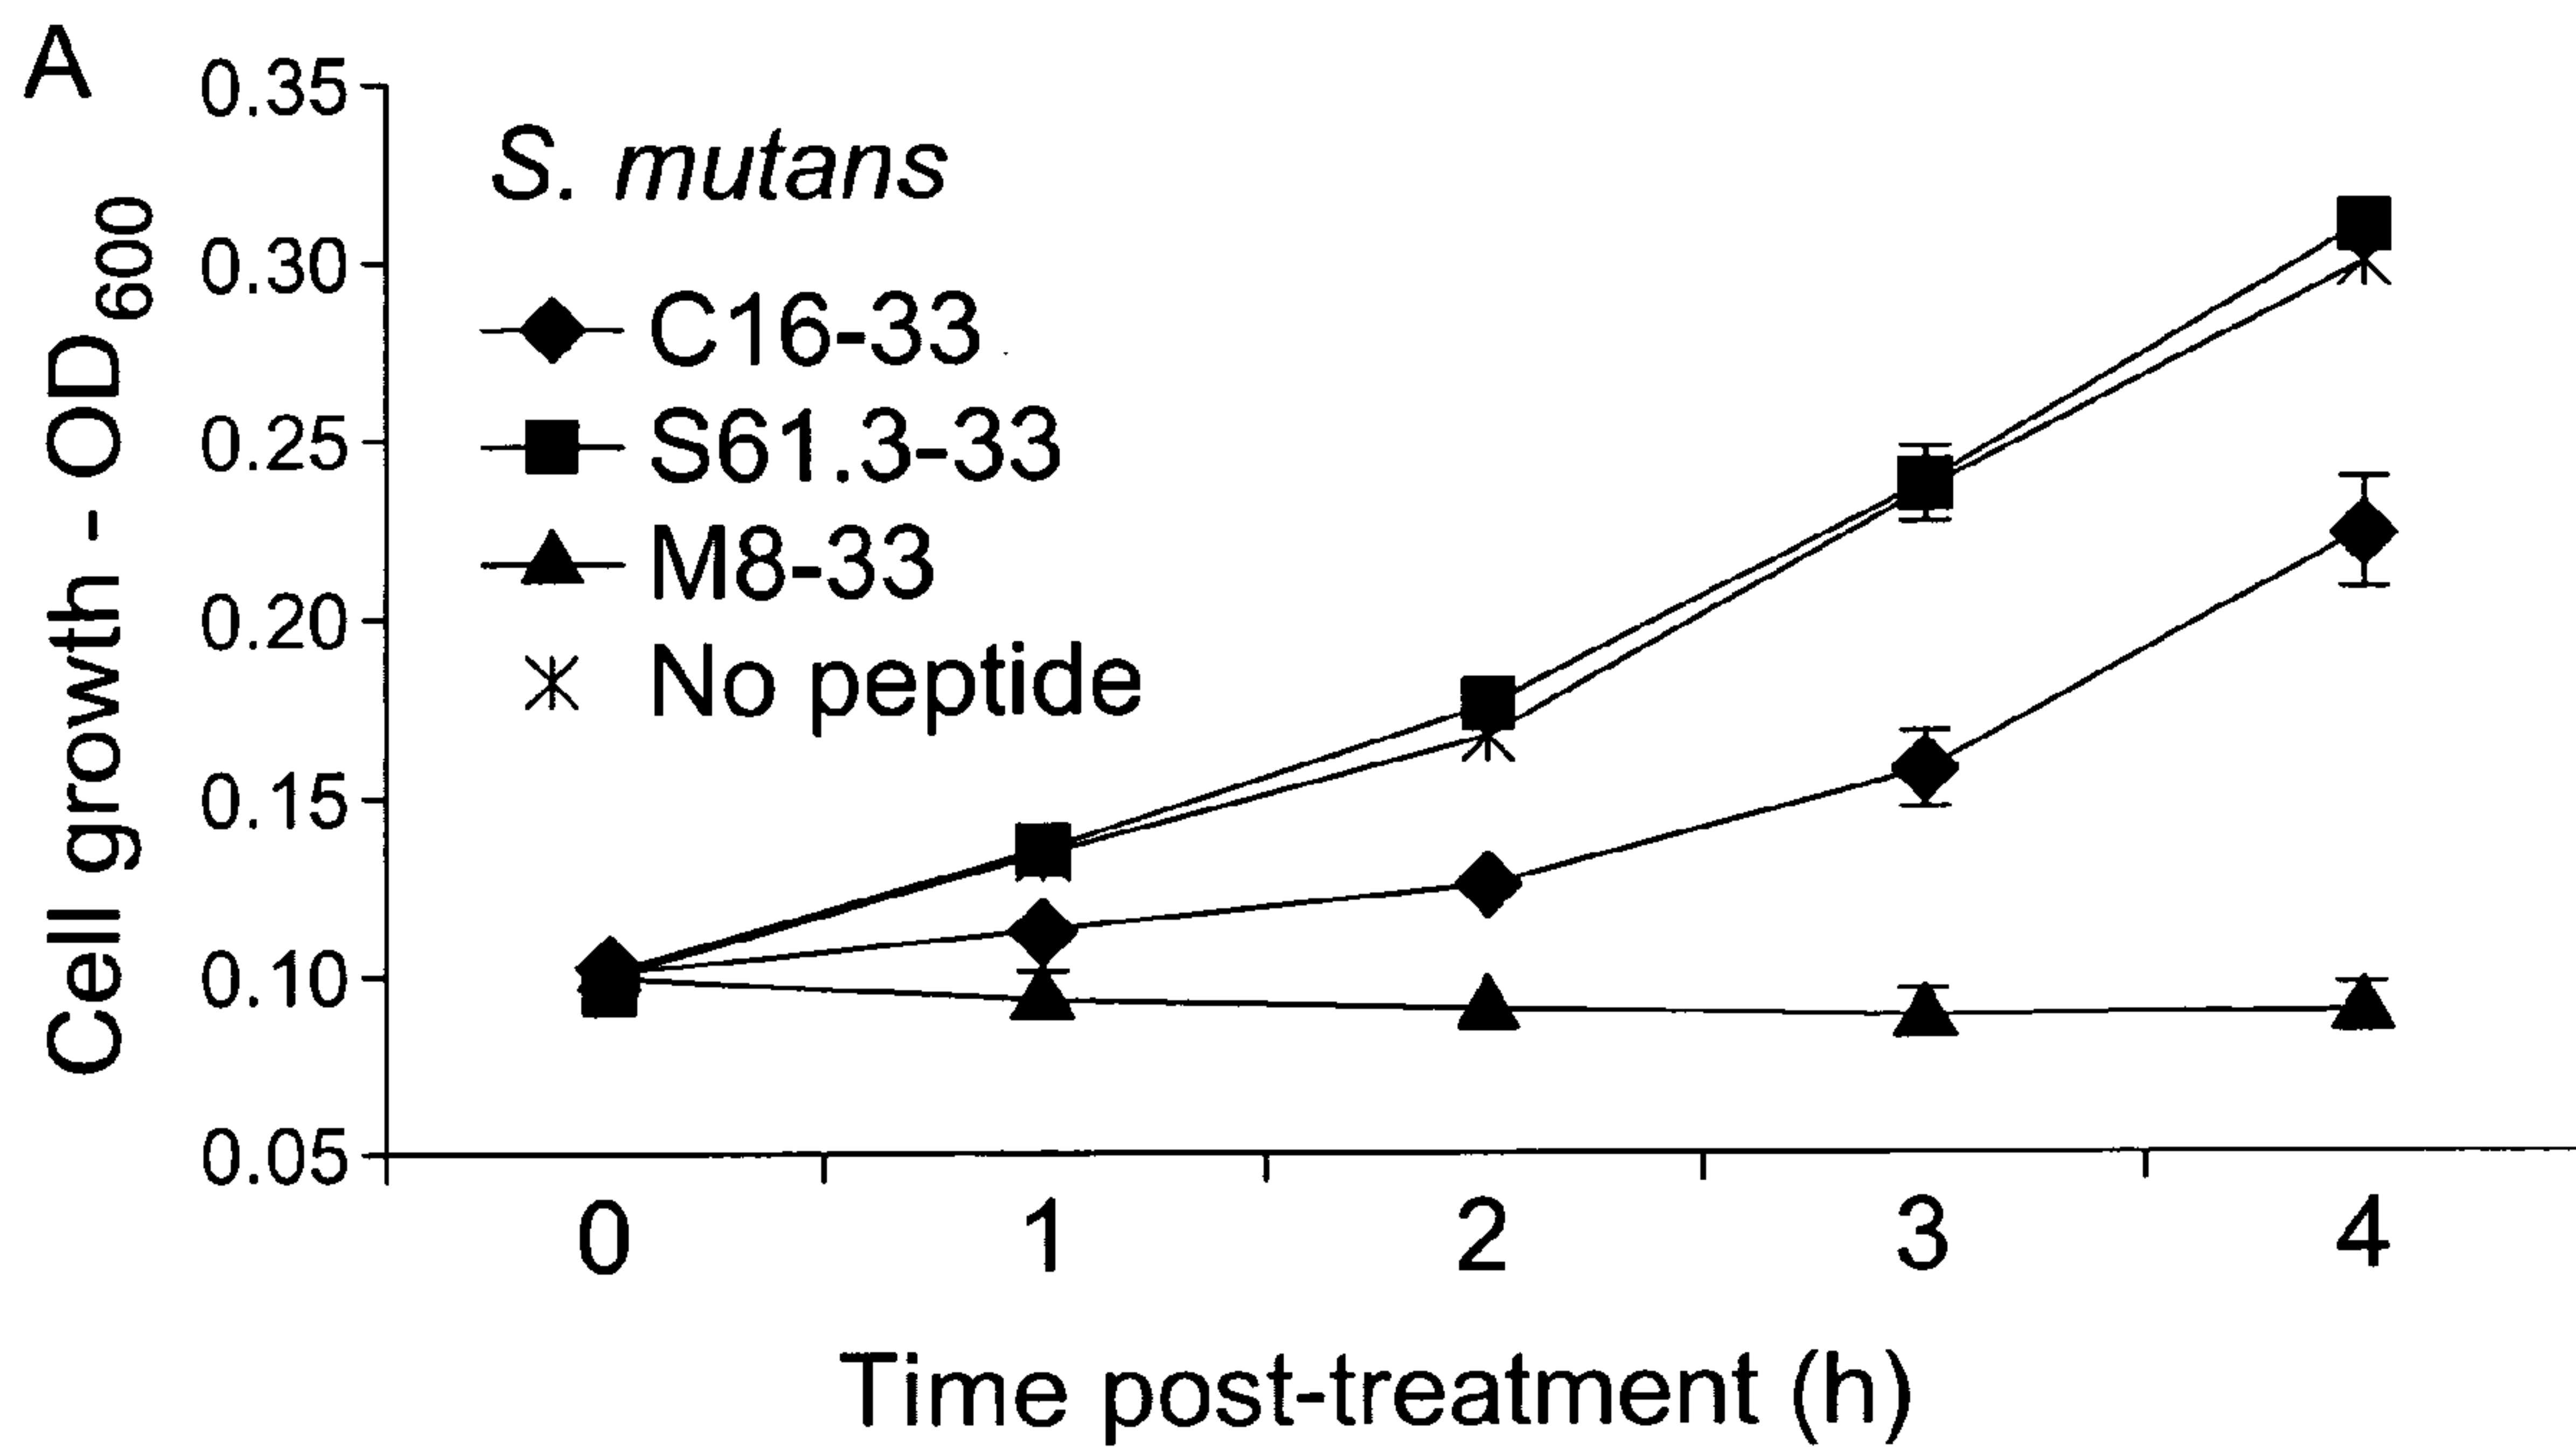 A
0.35
0.30
0.25
0.20
0.15
0.10
0.05
Cell growth - OD600
S. mutans
C16-33
S61.3-33
M8-33
No peptide
0 1 2 3 4
Time post-treatment (h)